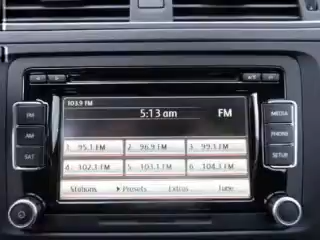 103.9 FM
5:13 am FM
FM MEDIA
AM PHONE
SAT SETUP
1 95.1 FM 2 96.9 FM 3 99.3 FM
4 102.1 FM 5 103.1 FM 6 104.3 FM
Stations Presets Extras Tune